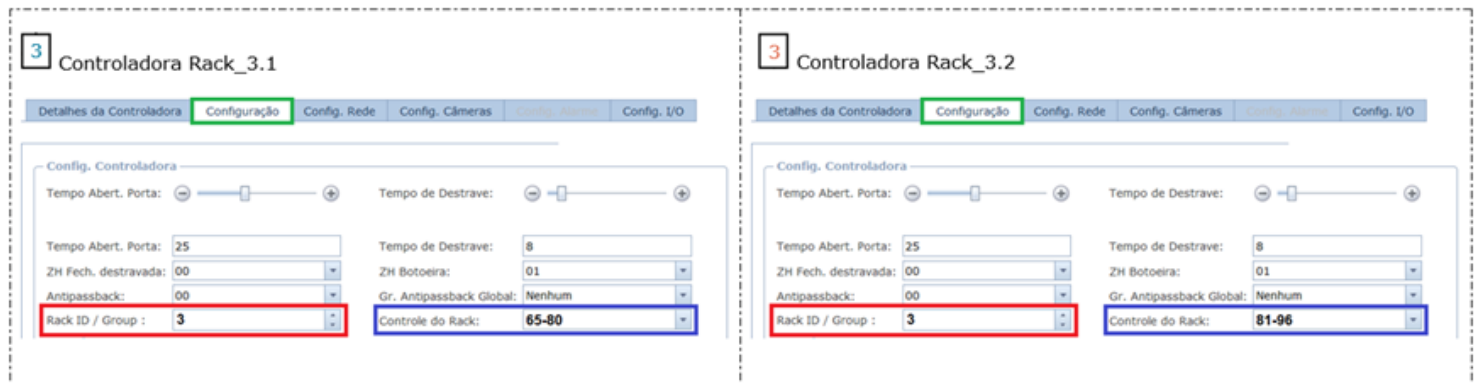 3
Controladora Rack_3.1
Detalhes da Controladora Configuração Config. Rede Config. Câmeras Config. Alarme Config. I/O
Config. Controladora
Tempo Abert. Porta: Tempo de Destrave:
Tempo Abert. Porta: 25 Tempo de Destrave: 8
ZH Fech. destravada: 00 ZH Botoeira: 01
Antipassback: 00 Gr. Antipassback Global: Nenhum
Rack ID / Group : 3 Controle do Rack: 65-80
3
Controladora Rack_3.2
Detalhes da Controladora Configuração Config. Rede Config. Câmeras Config. Alarme Config. I/O
Config. Controladora
Tempo Abert. Porta: Tempo de Destrave:
Tempo Abert. Porta: 25 Tempo de Destrave: 8
ZH Fech. destravada: 00 ZH Botoeira: 01
Antipassback: 00 Gr. Antipassback Global: Nenhum
Rack ID / Group : 3 Controle do Rack: 81-96